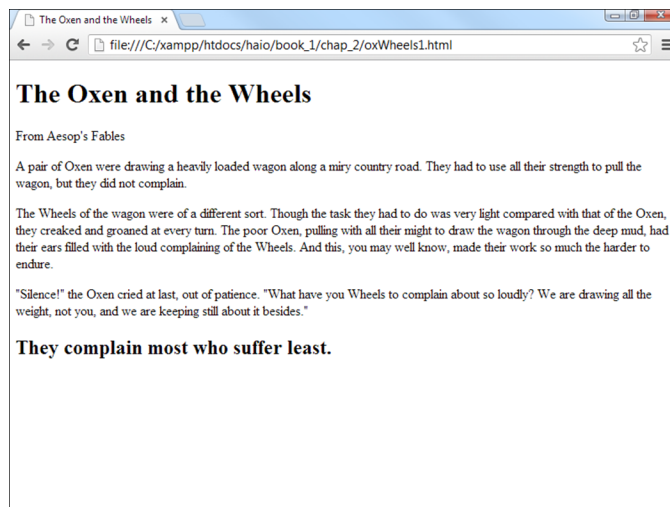 The Oxen and the Wheels
file:///C:/xampp/htdocs/haio/book_1/chap_2/oxWheels1.html
The Oxen and the Wheels
From Aesop's Fables
A pair of Oxen were drawing a heavily loaded wagon along a miry country road. They had to use all their strength to pull the
wagon, but they did not complain.
The Wheels of the wagon were of a different sort. Though the task they had to do was very light compared with that of the Oxen,
they creaked and groaned at every turn. The poor Oxen, pulling with all their might to draw the wagon through the deep mud, had
their ears filled with the loud complaining of the Wheels. And this, you may well know, made their work so much the harder to
endure.
"Silence!" the Oxen cried at last, out of patience. "What have you Wheels to complain about so loudly? We are drawing all the
weight, not you, and we are keeping still about it besides."
They complain most who suffer least.